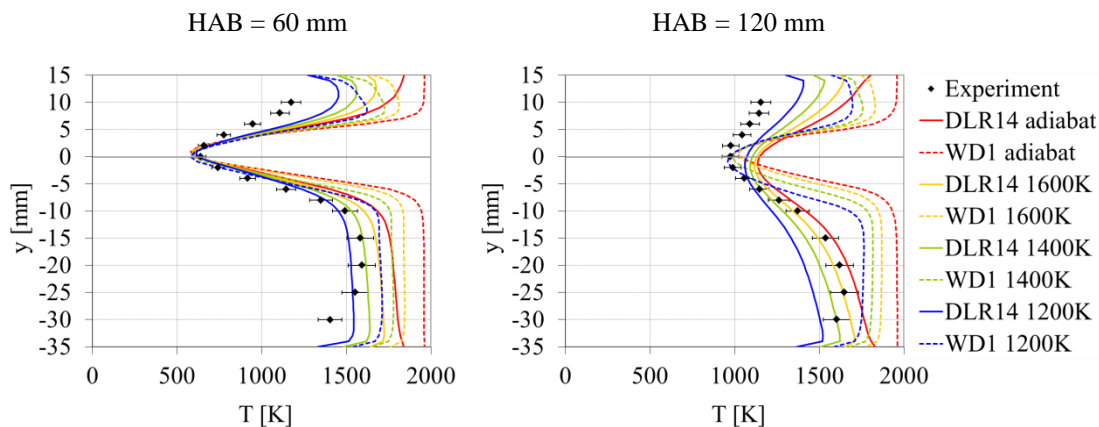 HAB = 60 mm
HAB = 120 mm
15
10
5
0
-5
-10
-15
-20
-25
-30
-35
y [mm]
0
500
1000
1500
2000
T [K]
15
10
5
0
-5
-10
-15
-20
-25
-30
-35
y [mm]
0
500
1000
1500
2000
T [K]
Experiment
DLR14 adiabat
WD1 adiabat
DLR14 1600K
WD1 1600K
DLR14 1400K
WD1 1400K
DLR14 1200K
WD1 1200K